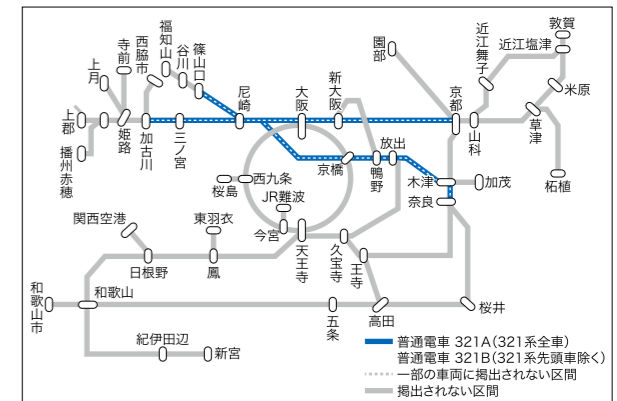 敦賀
近江塩津
近江舞子
福知山
寺前
西脇市
谷川
篠山口
上月
園部
新大阪
京都
米原
尼崎
大阪
上郡
姫路
加古川
三ノ宮
山科
草津
播州赤穂
放出
京橋
鴨野
木津
加茂
柘植
桜島
西九条
奈良
JR難波
関西空港
東羽衣
今宮
天王寺
久宝寺
王寺
日根野
鳳
和歌山市
和歌山
五条
高田
桜井
紀伊田辺
新宮
普通電車 321A(321系全車)
普通電車 321B(321系先頭車除く)
一部の車両に掲出されない区間
掲出されない区間